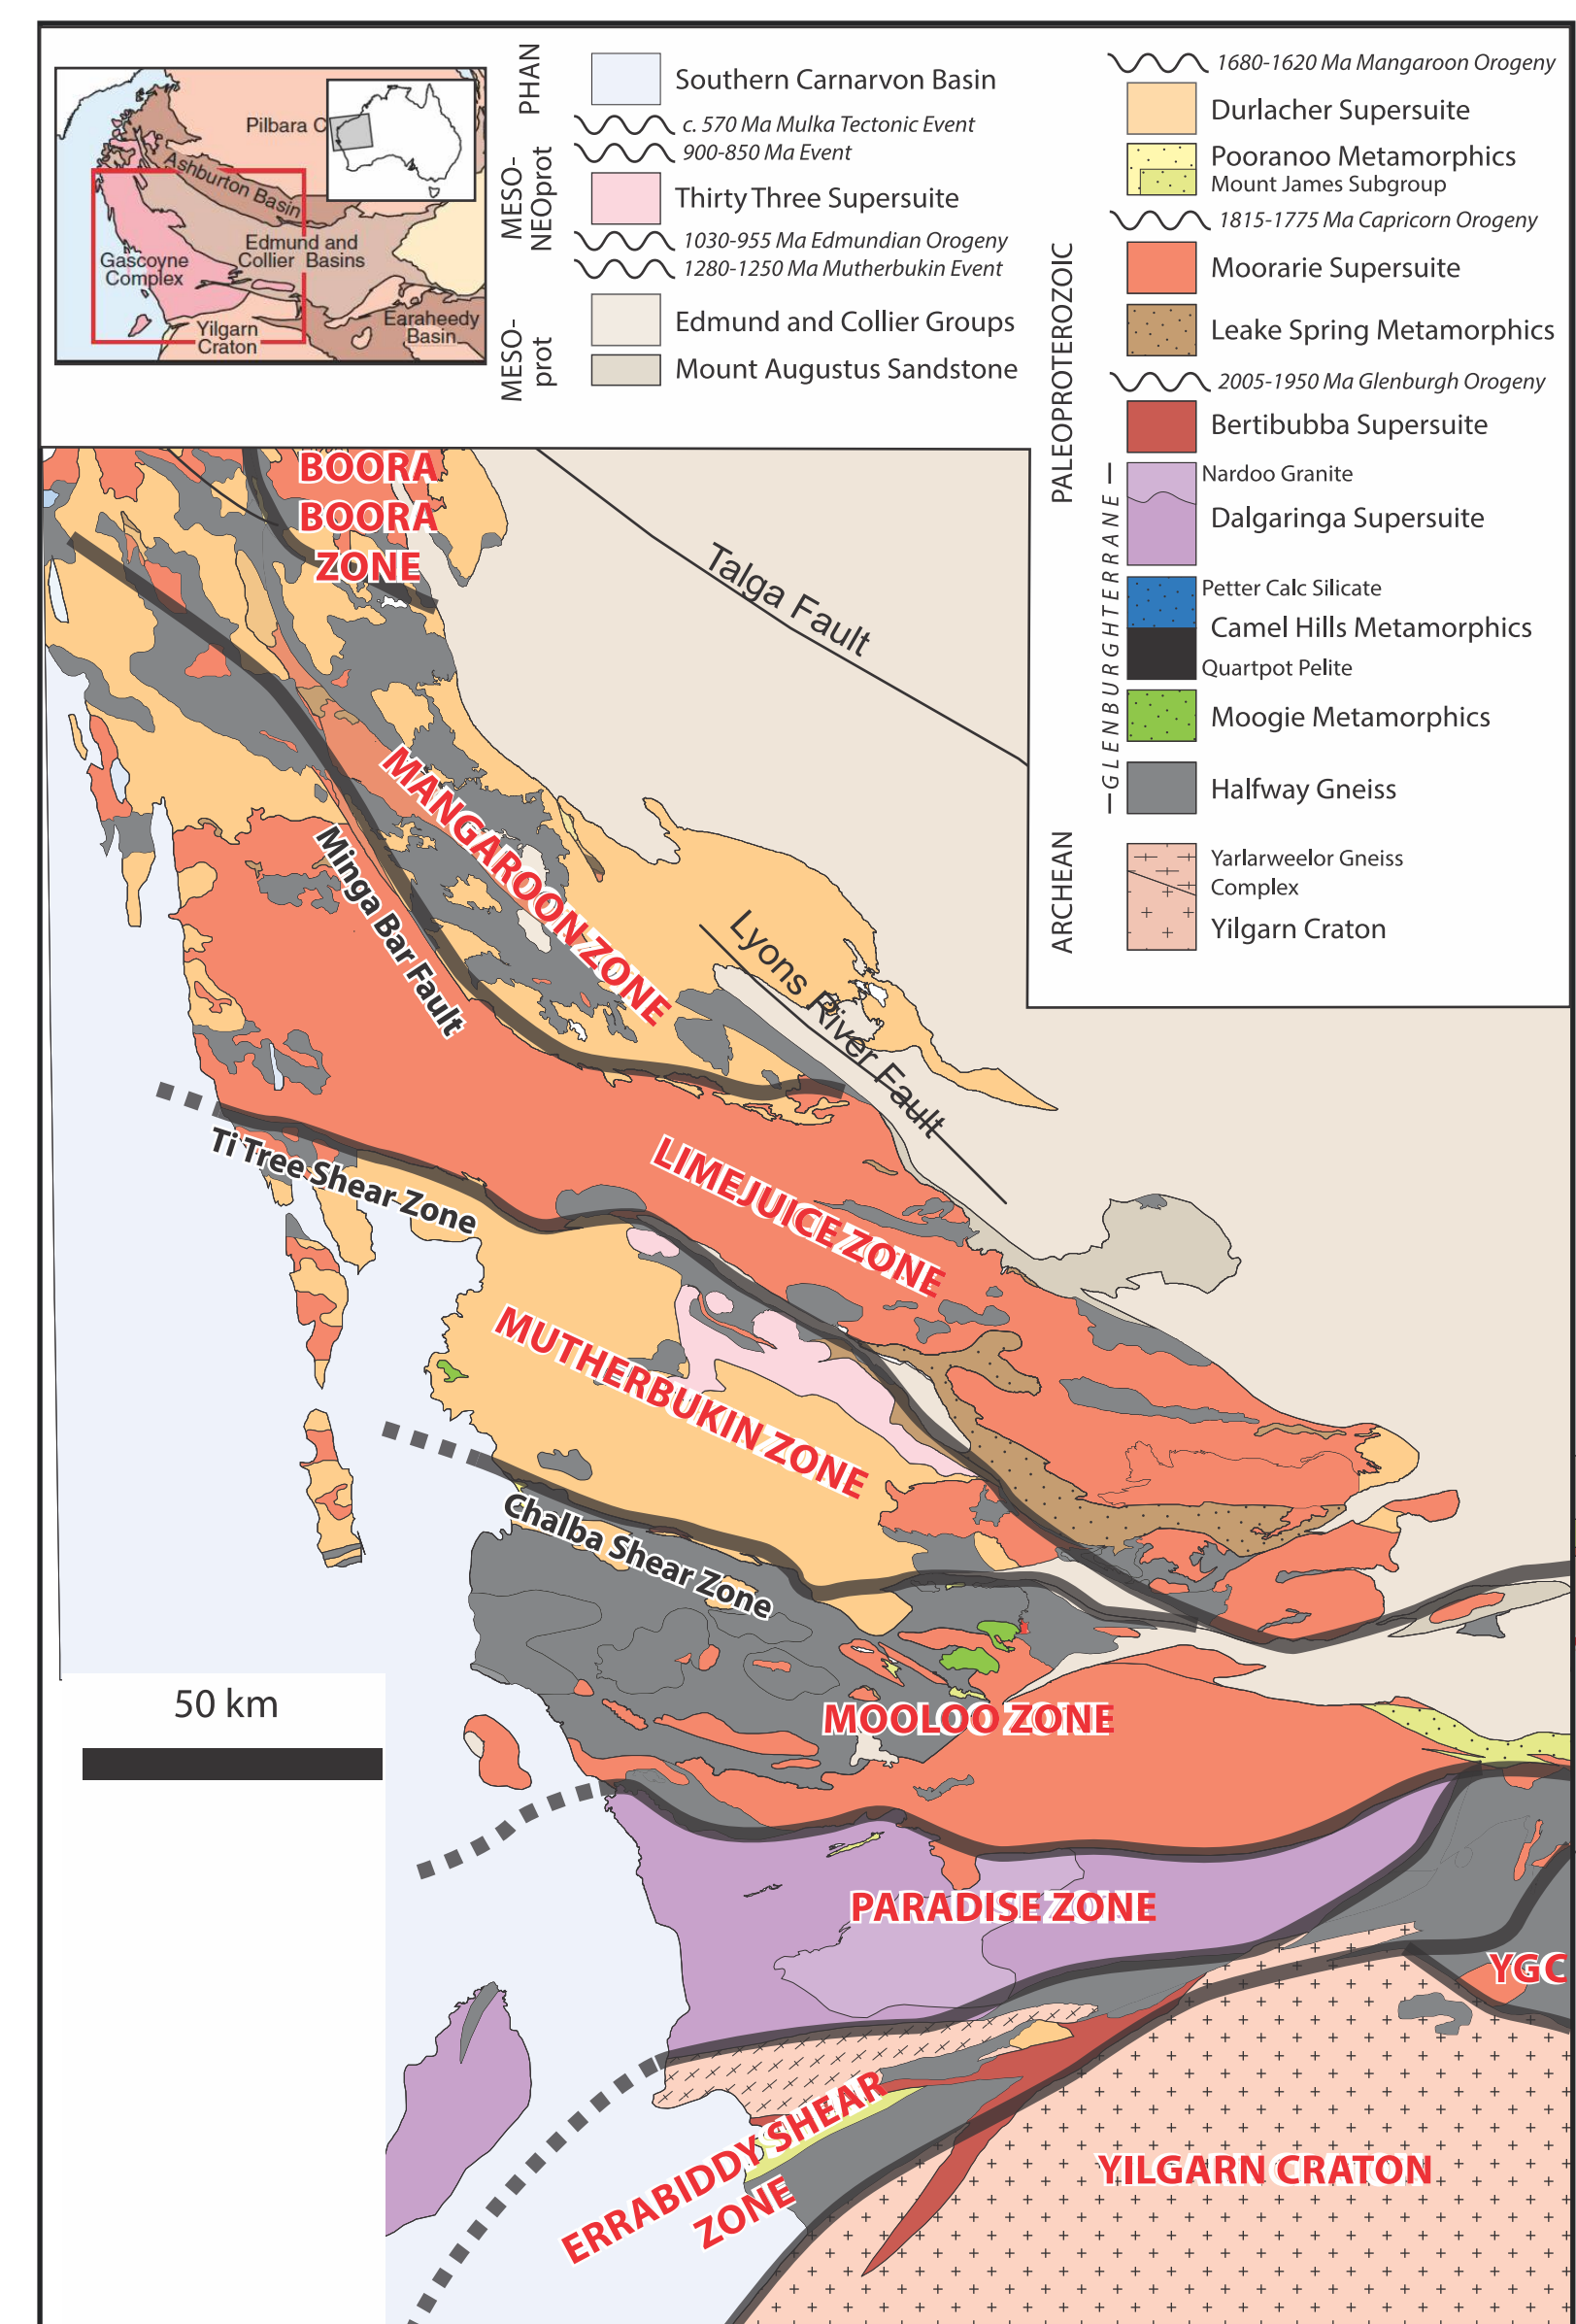 Pilbara C
Ashburton Basin
Edmund and
Collier Basins
Gascoyne
Complex
Yilgarn
Craton
Earaheedy
Basin
PHAN
Southern Carnarvon Basin
c. 570 Ma Mulka Tectonic Event
900-850 Ma Event
MESO-
NEOprot
Thirty Three Supersuite
1030-955 Ma Edmundian Orogeny
1280-1250 Ma Mutherbukin Event
MESO-
prot
Edmund and Collier Groups
Mount Augustus Sandstone
PALEOPROTEROZOIC
1680-1620 Ma Mangaroon Orogeny
Durlacher Supersuite
Pooranoo Metamorphics
Mount James Subgroup
1815-1775 Ma Capricorn Orogeny
Moorarie Supersuite
Leake Spring Metamorphics
2005-1950 Ma Glenburgh Orogeny
Bertibubba Supersuite
GLENBURGHTERRANE
Nardoo Granite
Dalgaringa Supersuite
Petter Calc Silicate
Camel Hills Metamorphics
Quartpot Pelite
Moogie Metamorphics
Halfway Gneiss
ARCHEAN
Yarlarweelor Gneiss
Complex
Yilgarn Craton
BOORA
BOORA
ZONE
Talga Fault
MANGAROON ZONE
Minga Bar Fault
Lyons River Fault
Ti Tree Shear Zone
LIMEJUICE ZONE
MUTHERBUKIN ZONE
Chalba Shear Zone
50 km
MOOLOO ZONE
PARADISE ZONE
YGC
ERRABIDDY SHEAR
ZONE
YILGARN CRATON